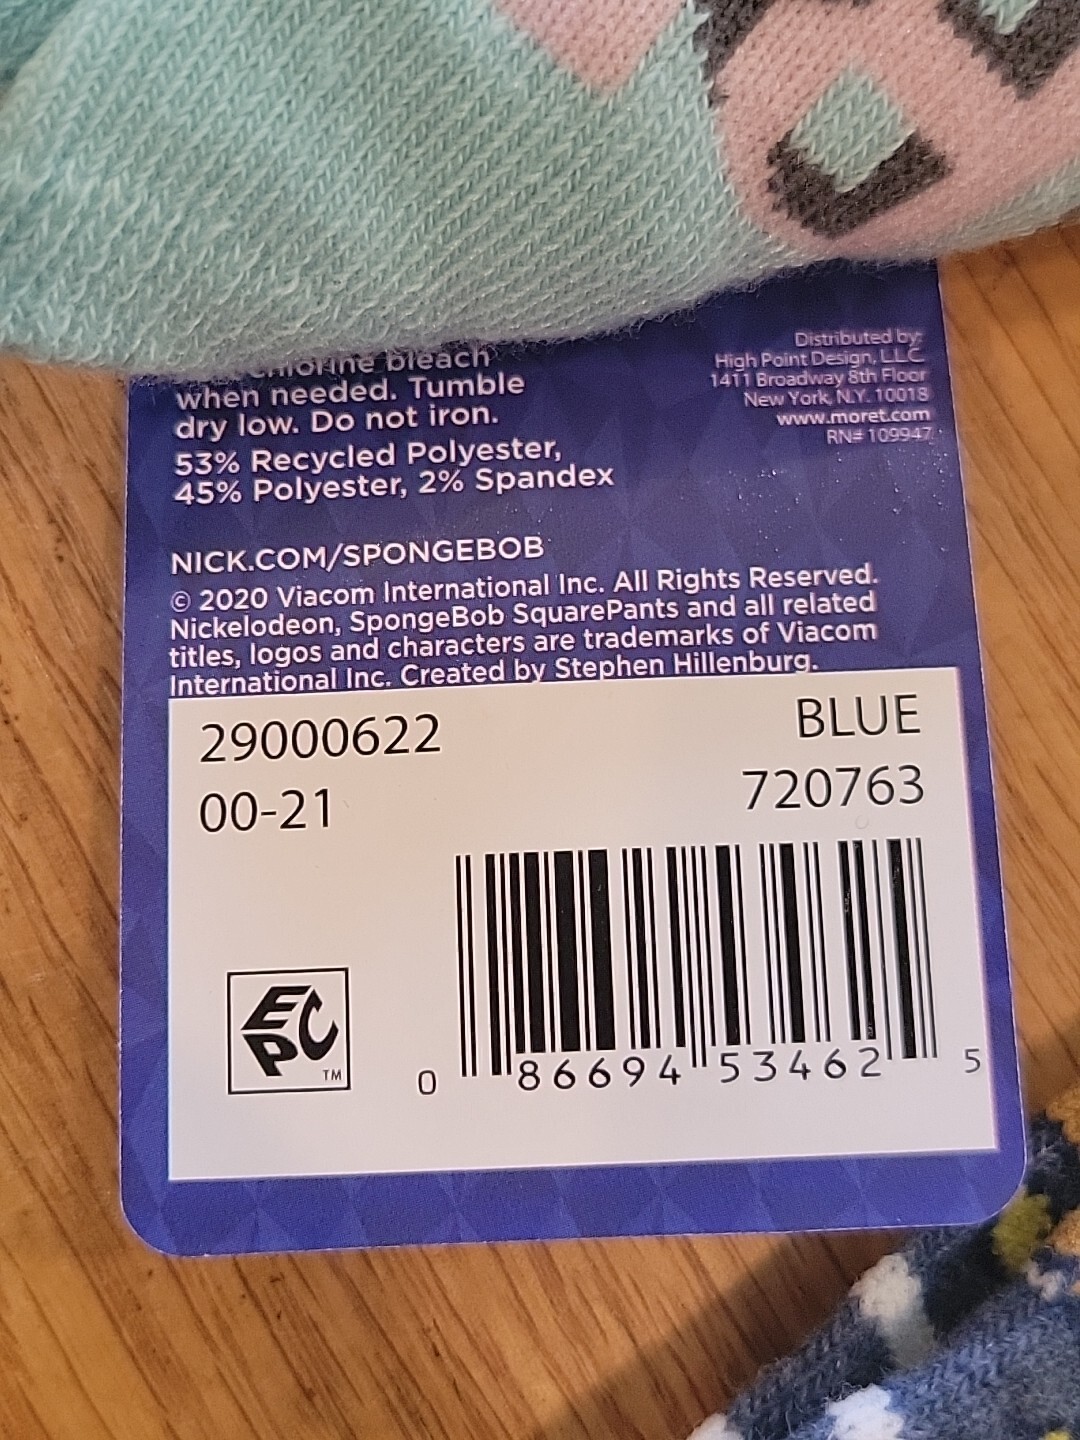 chlorine bleach
when needed. Tumble
dry low. Do not iron.
53% Recycled Polyester,
45% Polyester, 2% Spandex
Distributed by:
High Point Design, LLC
1411 Broadway 8th Floor
New York, N.Y. 10018
www.moret.com
RN# 109947
NICK.COM/SPONGEBOB
© 2020 Viacom International Inc. All Rights Reserved.
Nickelodeon, SpongeBob SquarePants and all related
titles, logos and characters are trademarks of Viacom
International Inc. Created by Stephen Hillenburg.
29000622 BLUE
00-21 720763
EPC TM
0 86694 53462 5